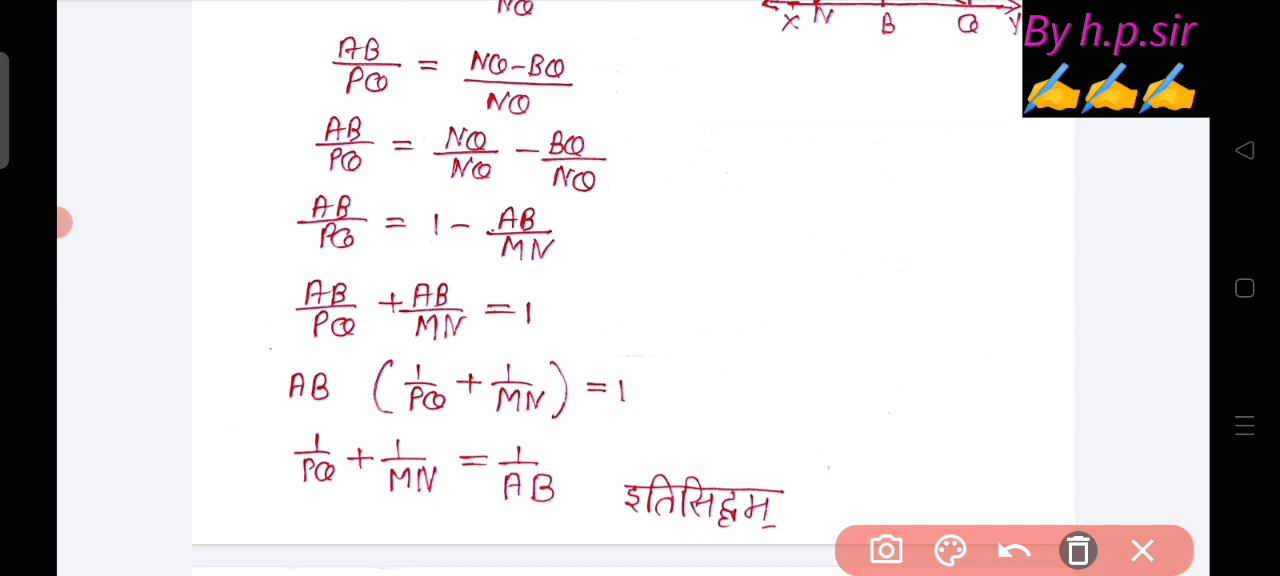 NQ
X N B Q Y
By h.p.sir
AB/PQ = NQ-BQ/NQ
AB/PQ = NQ/NQ - BQ/NQ
AB/PQ = 1 - AB/MN
AB/PQ + AB/MN = 1
AB (1/PQ + 1/MN) = 1
1/PQ + 1/MN = 1/AB
इतिसिद्धम्